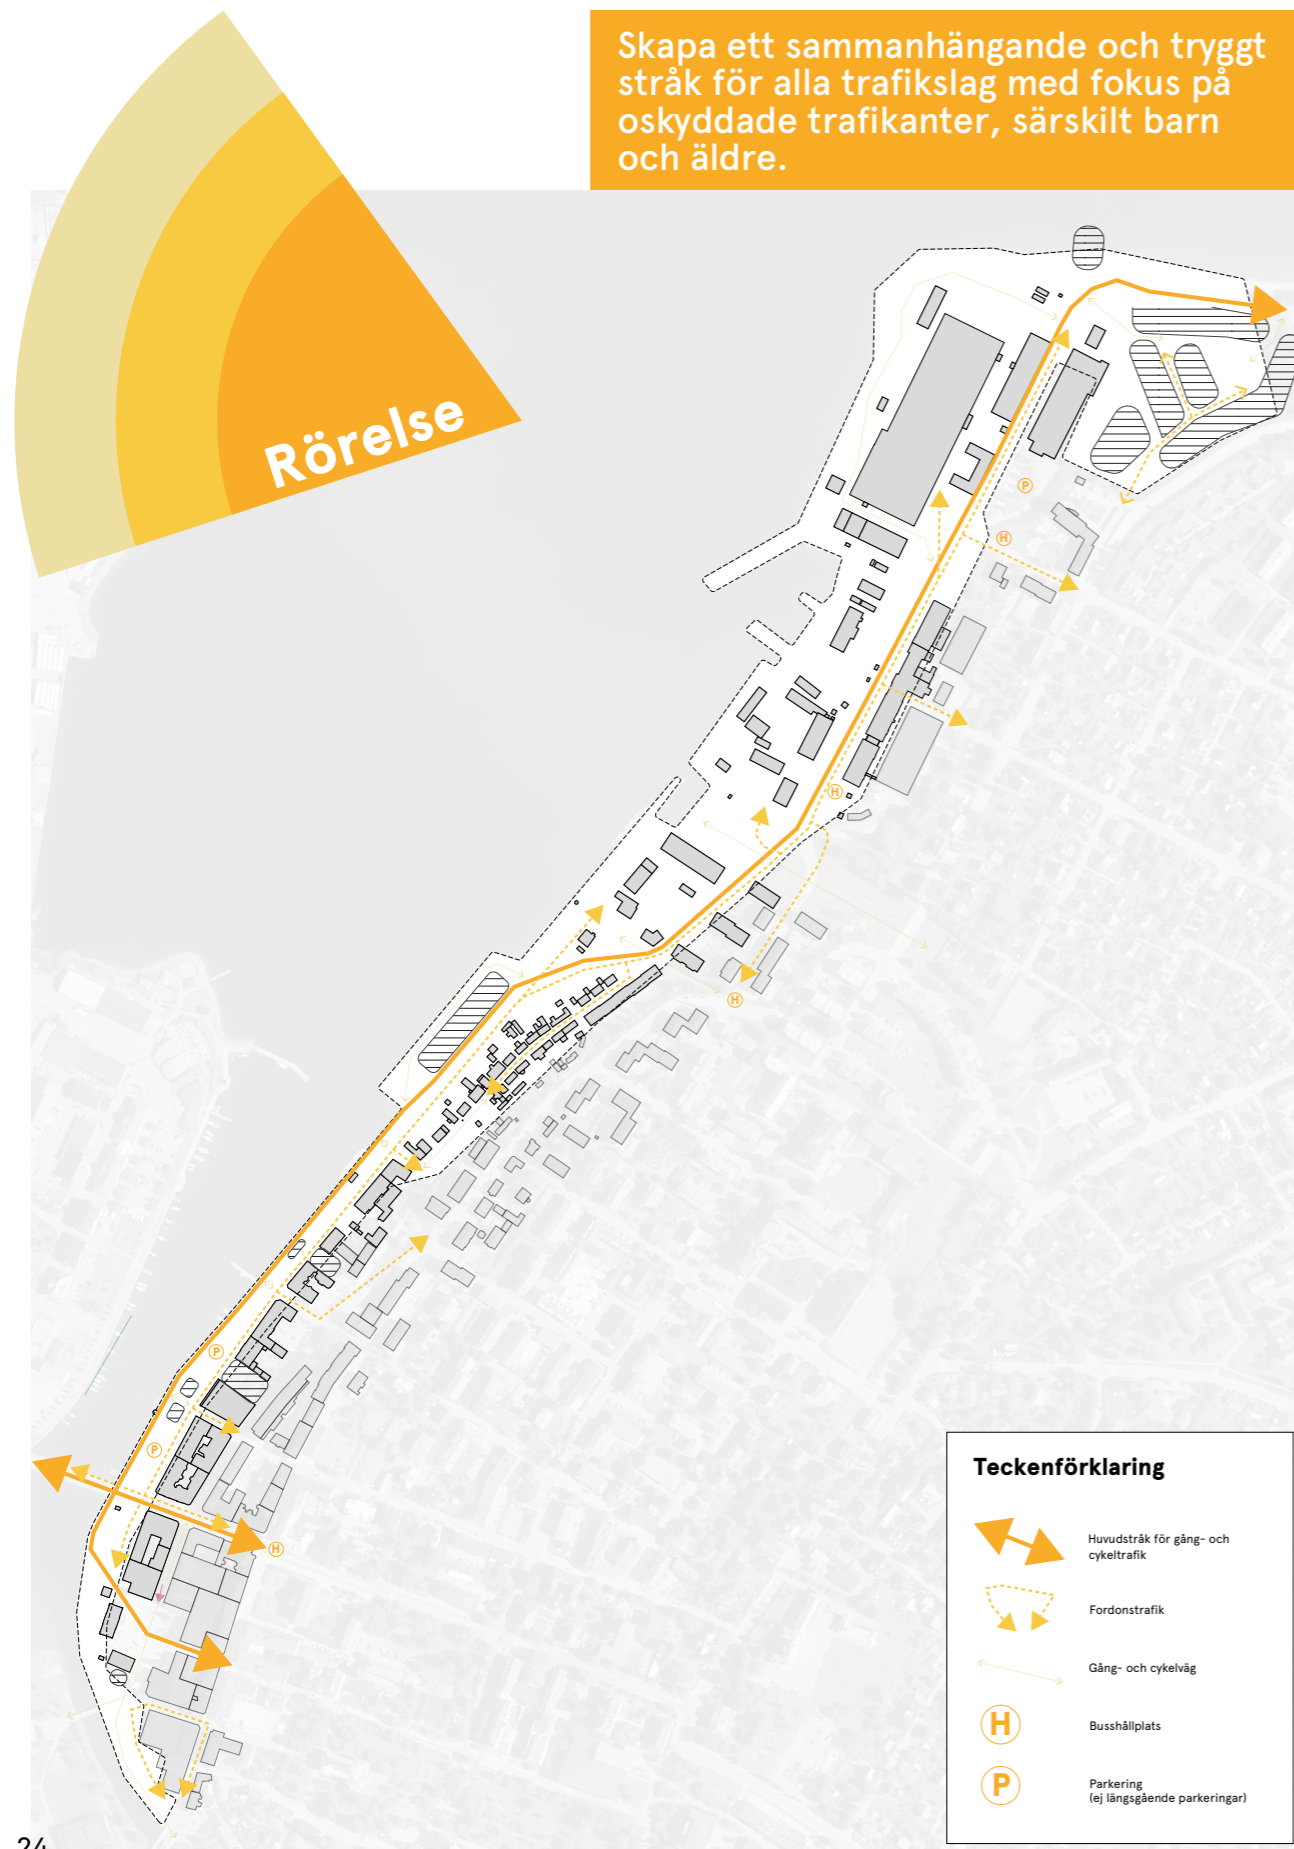 Skapa ett sammanhängande och tryggt
stråk för alla trafikslag med fokus på
oskyddade trafikanter, särskilt barn
och äldre.
Rörelse
P
H
H
H
P
P
H
Teckenförklaring
Huvudstråk för gång- och
cykeltrafik
Fordonstrafik
Gång- och cykelväg
H
Busshållplats
P
Parkering
(ej längsgående parkeringar)
24